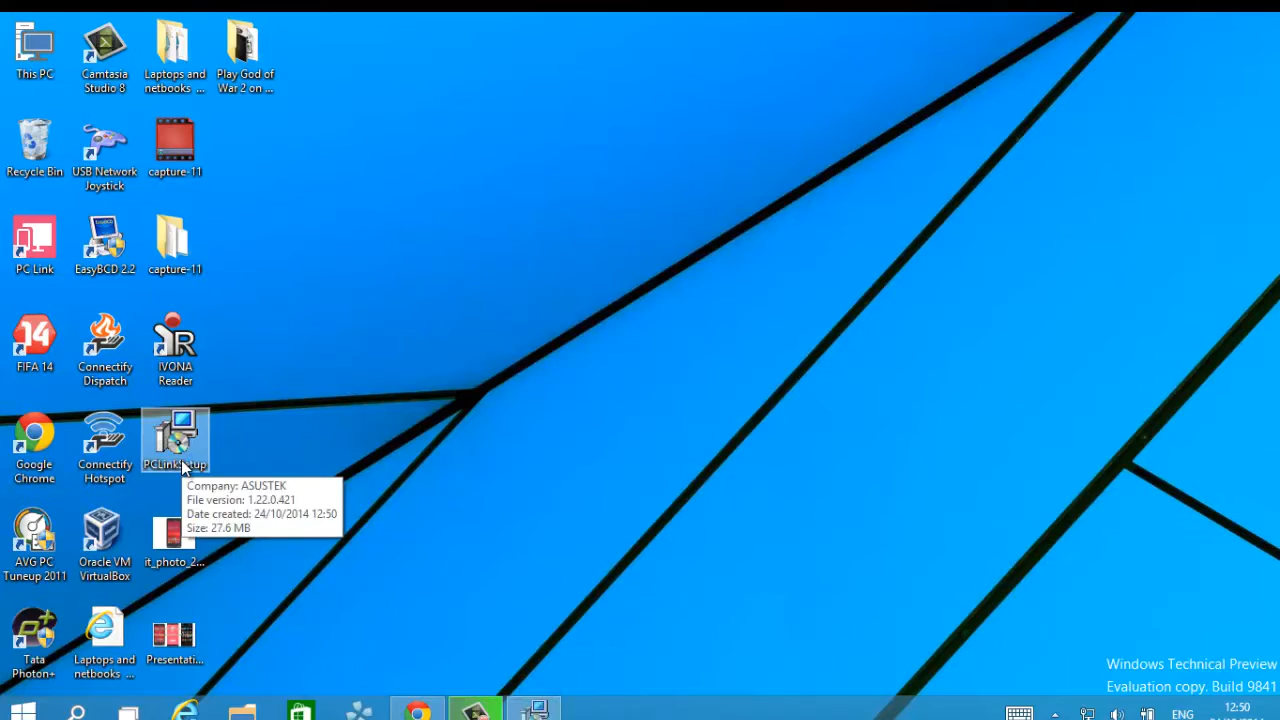 This PC
Camtasia
Studio 8
Laptops and
netbooks ...
Play God of
War 2 on ...
Recycle Bin
USB Network
Joystick
capture-11
PC Link
EasyBCD 2.2
capture-11
14
FIFA 14
Connectify
Dispatch
IVONA
Reader
Google
Chrome
Connectify
Hotspot
PCLinkSetup
Company: ASUSTEK
File version: 1.22.0.421
Date created: 24/10/2014 12:50
Size: 27.6 MB
AVG PC
Tuneup 2011
Oracle VM
VirtualBox
it_photo_2...
Tata
Photon+
Laptops and
netbooks ...
Presentati...
Windows Technical Preview
Evaluation copy. Build 9841
ENG
12:50